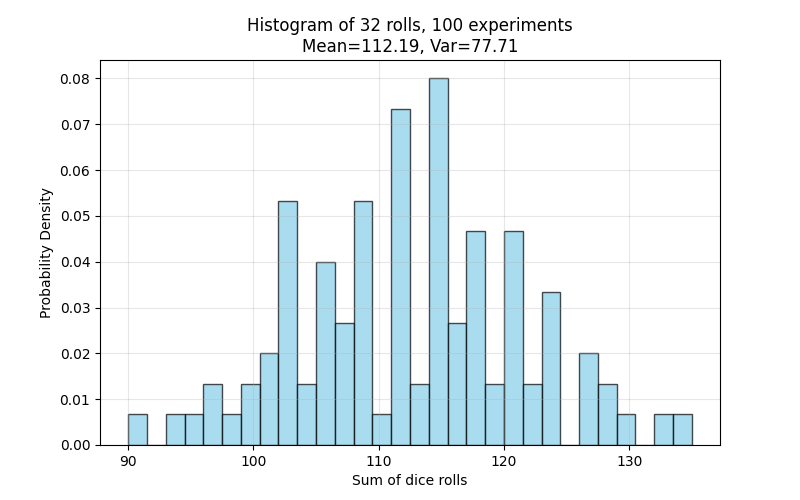 Histogram of 32 rolls, 100 experiments
Mean=112.19, Var=77.71
Probability Density
0.08
0.07
0.06
0.05
0.04
0.03
0.02
0.01
0.00
90 100 110 120 130
Sum of dice rolls